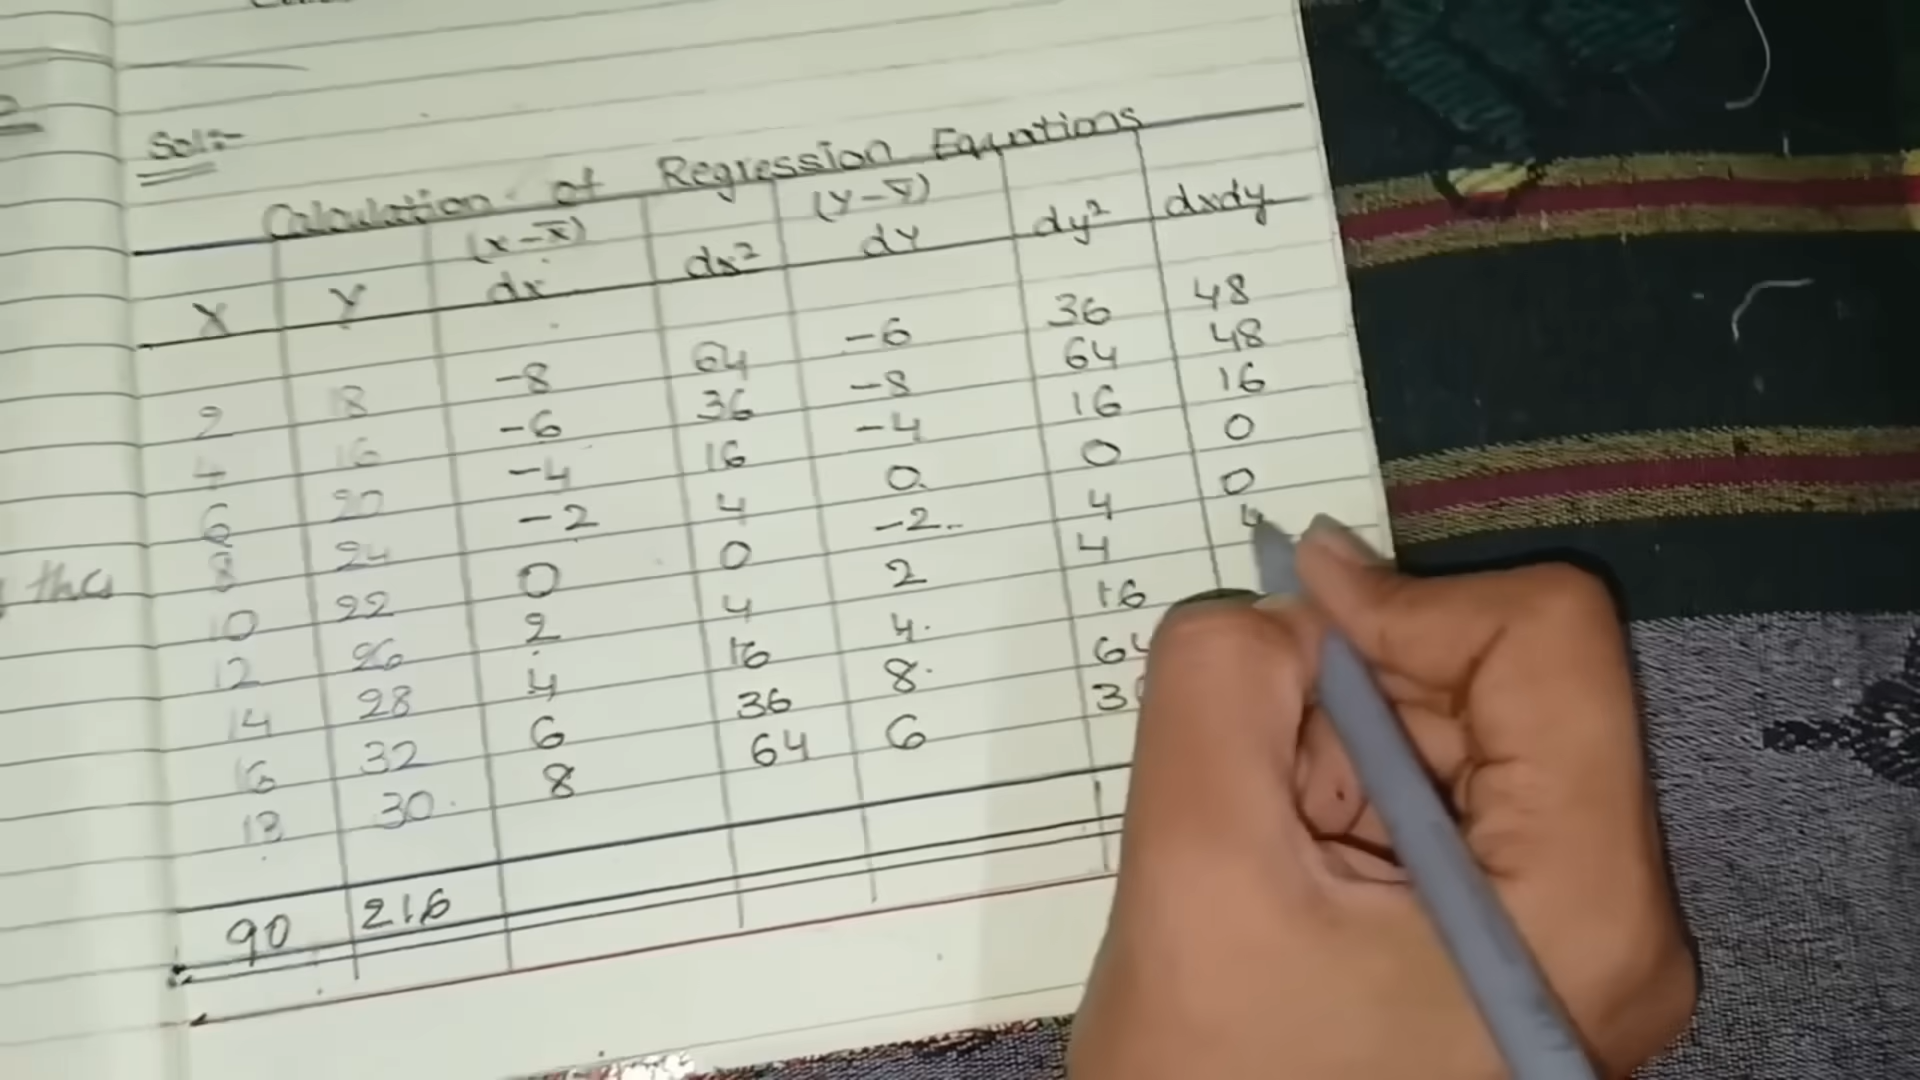 Sol:-
Calculation of Regression Equations
(x-x̅) (y-y̅)
X Y dx dx² dy dy² dxdy
2 18 -8 64 -6 36 48
4 16 -6 36 -8 64 48
6 20 -4 16 -4 16 16
8 24 -2 4 0 0 0
10 22 0 0 -2 4 0
12 26 2 4 2 4 4
14 28 4 16 4 16
16 32 6 36 8 64
18 30 8 64 6
90 216